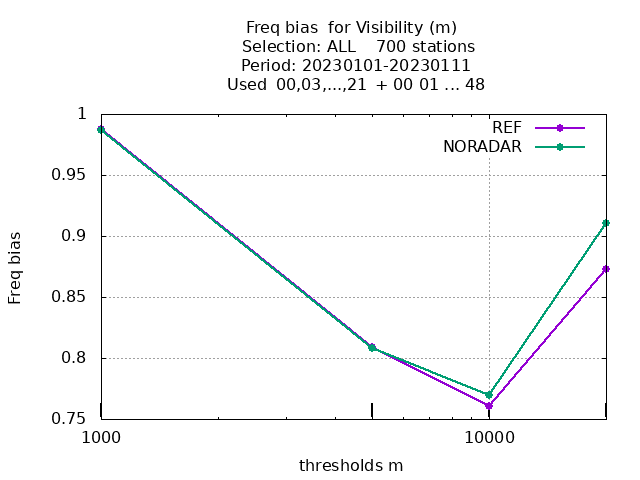 Freq bias  for Visibility (m)
Selection: ALL    700 stations
Period: 20230101-20230111
Used  00,03,...,21  + 00 01 ... 48
REF
NORADAR
1
0.95
0.9
0.85
0.8
0.75
Freq bias
1000
10000
thresholds m